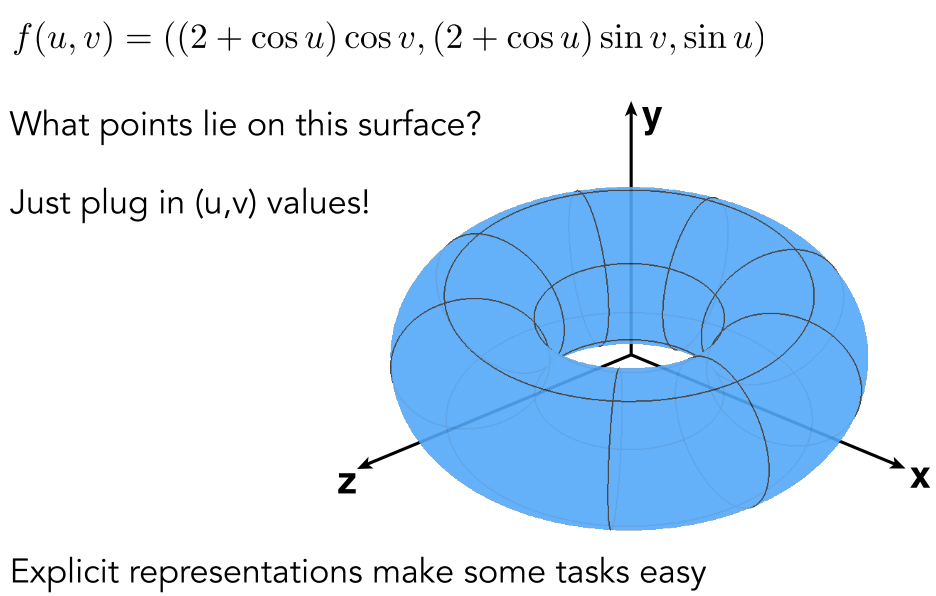 f(u, v) = ((2 + cos u) cos v, (2 + cos u) sin v, sin u)
What points lie on this surface?
y
Just plug in (u,v) values!
z
x
Explicit representations make some tasks easy